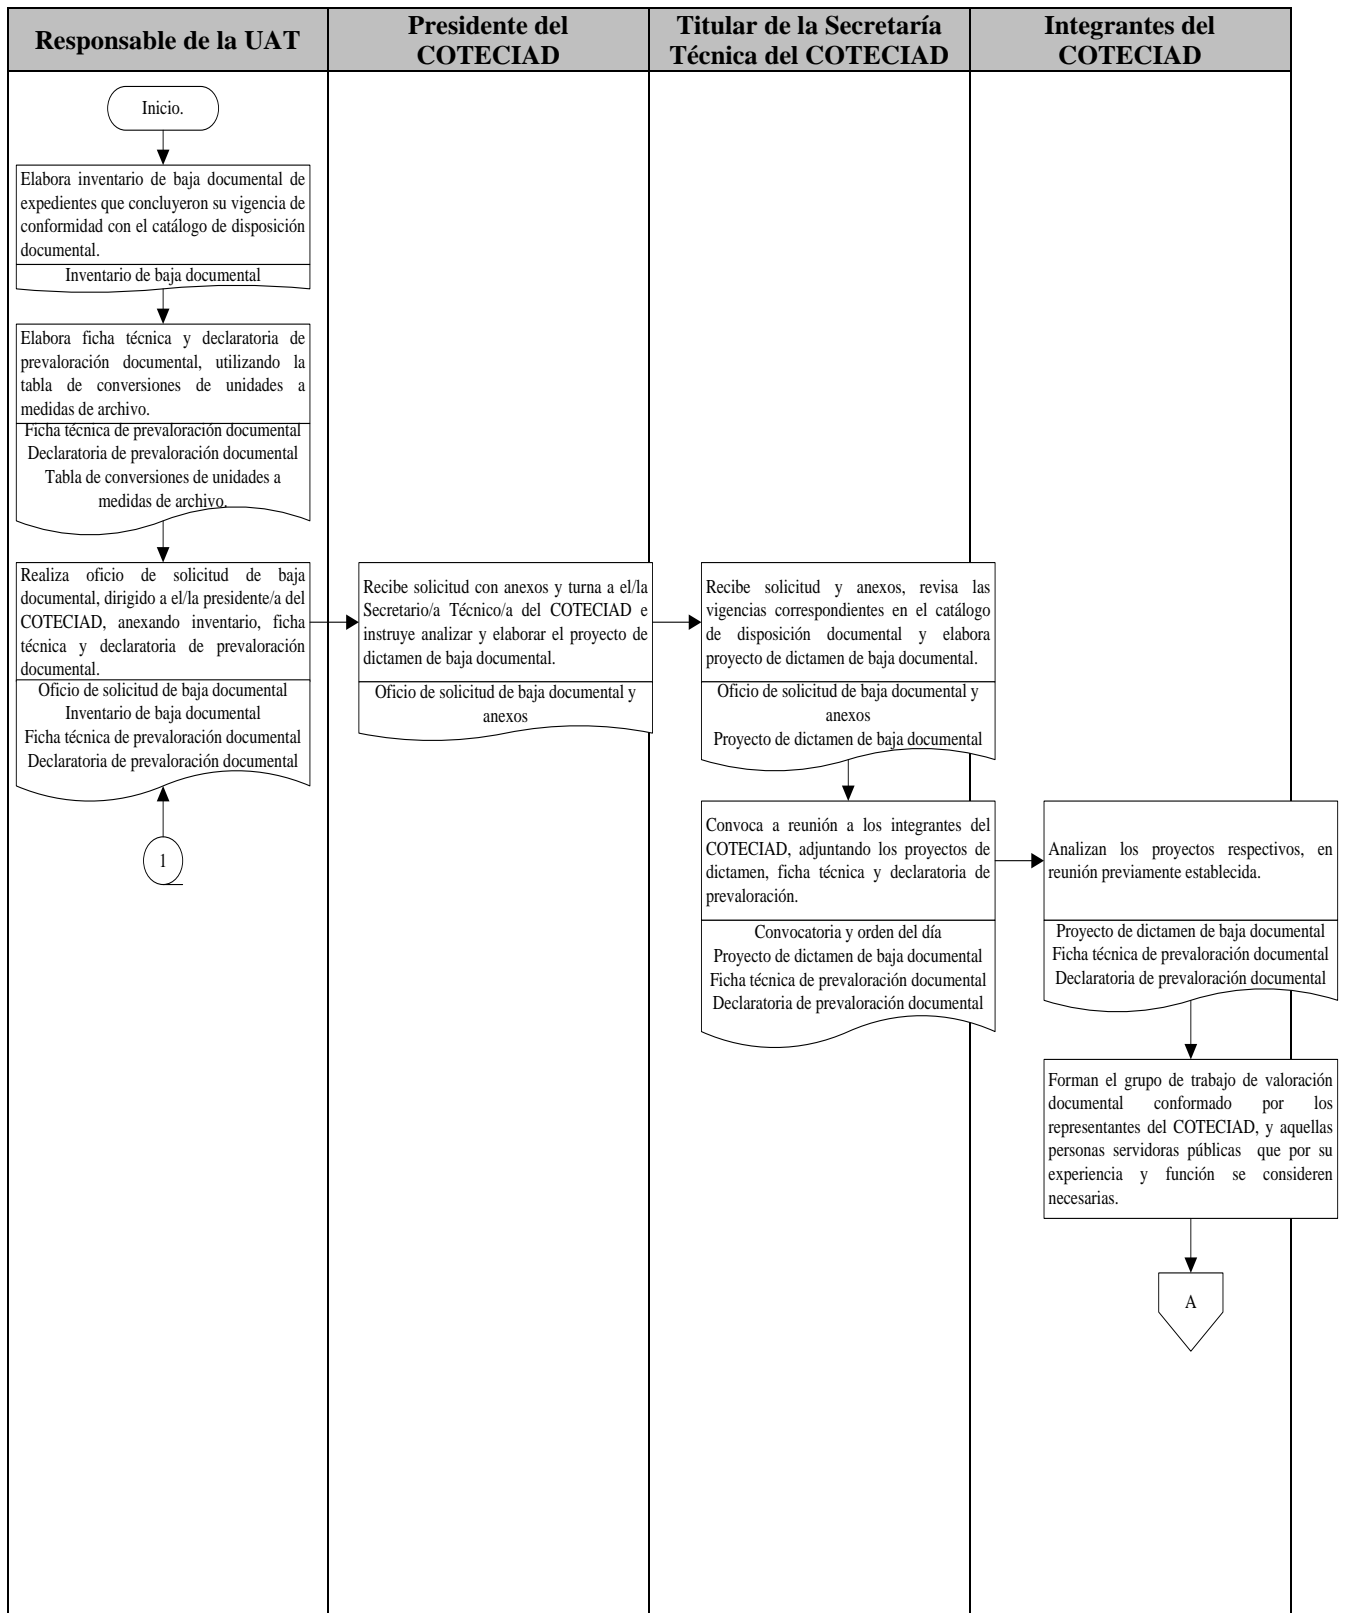 Responsable de la UAT
Presidente del
COTECIAD
Titular de la Secretaría
Técnica del COTECIAD
Integrantes del
COTECIAD
Inicio.
Elabora inventario de baja documental de
expedientes que concluyeron su vigencia de
conformidad con el catálogo de disposición
documental.
Inventario de baja documental
Elabora ficha técnica y declaratoria de
prevaloración documental, utilizando la
tabla de conversiones de unidades a
medidas de archivo.
Ficha técnica de prevaloración documental
Declaratoria de prevaloración documental
Tabla de conversiones de unidades a
medidas de archivo.
Realiza oficio de solicitud de baja
documental, dirigido a el/la presidente/a del
COTECIAD, anexando inventario, ficha
técnica y declaratoria de prevaloración
documental.
Oficio de solicitud de baja documental
Inventario de baja documental
Ficha técnica de prevaloración documental
Declaratoria de prevaloración documental
1
Recibe solicitud con anexos y turna a el/la
Secretario/a Técnico/a del COTECIAD e
instruye analizar y elaborar el proyecto de
dictamen de baja documental.
Oficio de solicitud de baja documental y
anexos
Recibe solicitud y anexos, revisa las
vigencias correspondientes en el catálogo
de disposición documental y elabora
proyecto de dictamen de baja documental.
Oficio de solicitud de baja documental y
anexos
Proyecto de dictamen de baja documental
Convoca a reunión a los integrantes del
COTECIAD, adjuntando los proyectos de
dictamen, ficha técnica y declaratoria de
prevaloración.
Convocatoria y orden del día
Proyecto de dictamen de baja documental
Ficha técnica de prevaloración documental
Declaratoria de prevaloración documental
Analizan los proyectos respectivos, en
reunión previamente establecida.
Proyecto de dictamen de baja documental
Ficha técnica de prevaloración documental
Declaratoria de prevaloración documental
Forman el grupo de trabajo de valoración
documental conformado por los
representantes del COTECIAD, y aquellas
personas servidoras públicas que por su
experiencia y función se consideren
necesarias.
A